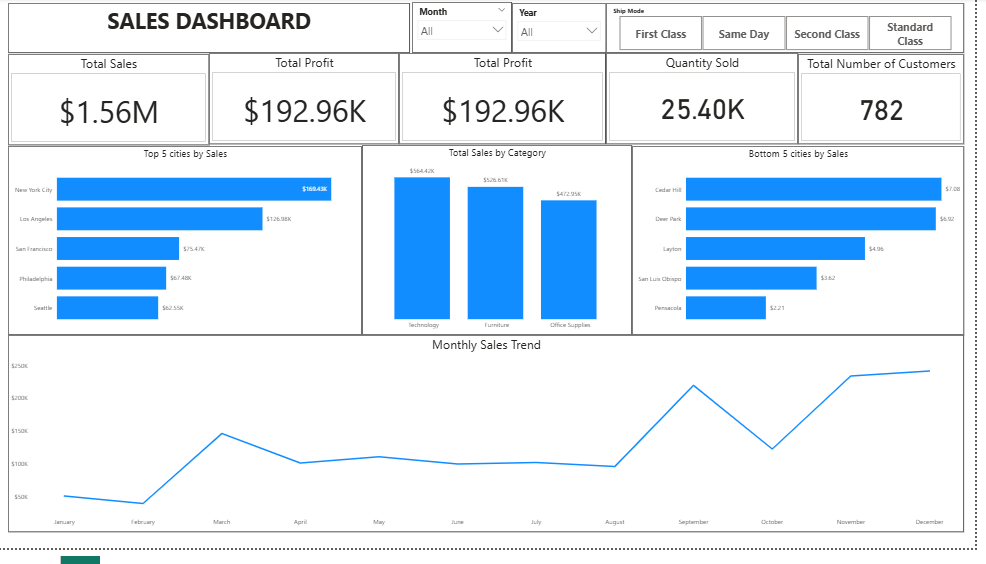 SALES DASHBOARD
Month
All
Year
All
Ship Mode
First Class
Same Day
Second Class
Standard
Class
Total Sales
$1.56M
Total Profit
$192.96K
Total Profit
$192.96K
Quantity Sold
25.40K
Total Number of Customers
782
Top 5 cities by Sales
New York City
$169.43K
Los Angeles
$126.98K
San Francisco
$75.47K
Philadelphia
$67.48K
Seattle
$62.55K
Total Sales by Category
$564.42K
$526.61K
$472.95K
Technology
Furniture
Office Supplies
Bottom 5 cities by Sales
Cedar Hill
$7.08
Deer Park
$6.92
Layton
$4.96
San Luis Obispo
$3.62
Pensacola
$2.21
Monthly Sales Trend
$250K
$200K
$150K
$100K
$50K
January
February
March
April
May
June
July
August
September
October
November
December